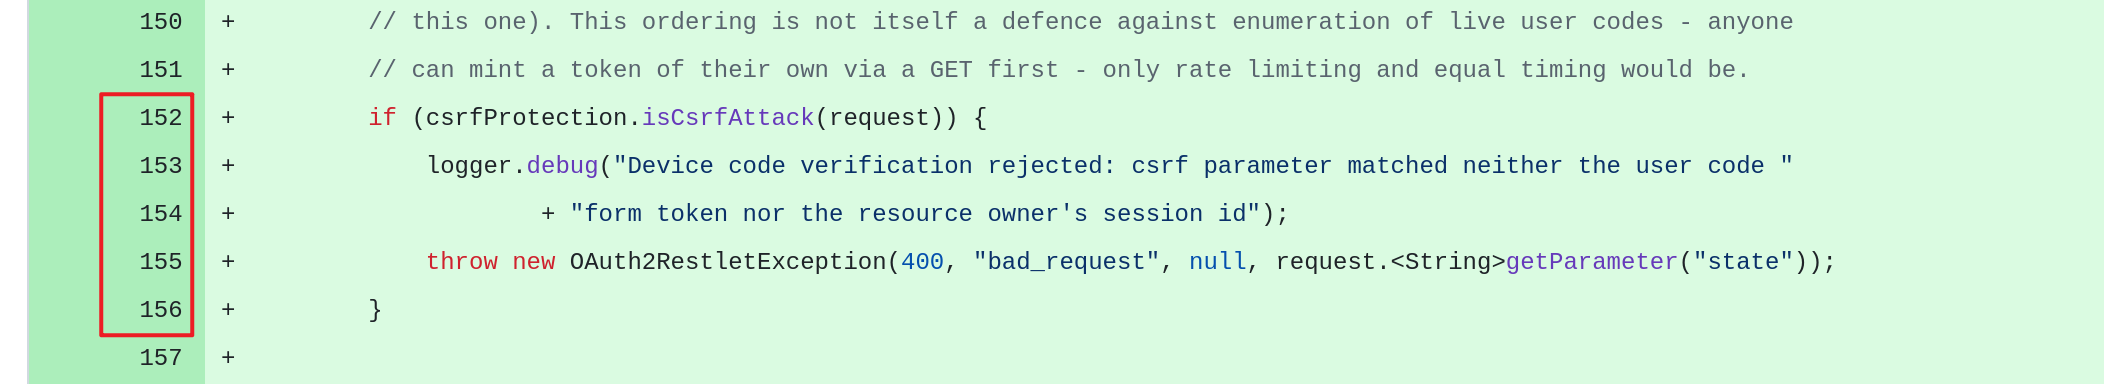 150 + // this one). This ordering is not itself a defence against enumeration of live user codes - anyone
151 + // can mint a token of their own via a GET first - only rate limiting and equal timing would be.
152 + if (csrfProtection.isCsrfAttack(request)) {
153 + logger.debug("Device code verification rejected: csrf parameter matched neither the user code "
154 + + "form token nor the resource owner's session id");
155 + throw new OAuth2RestletException(400, "bad_request", null, request.<String>getParameter("state"));
156 + }
157 +